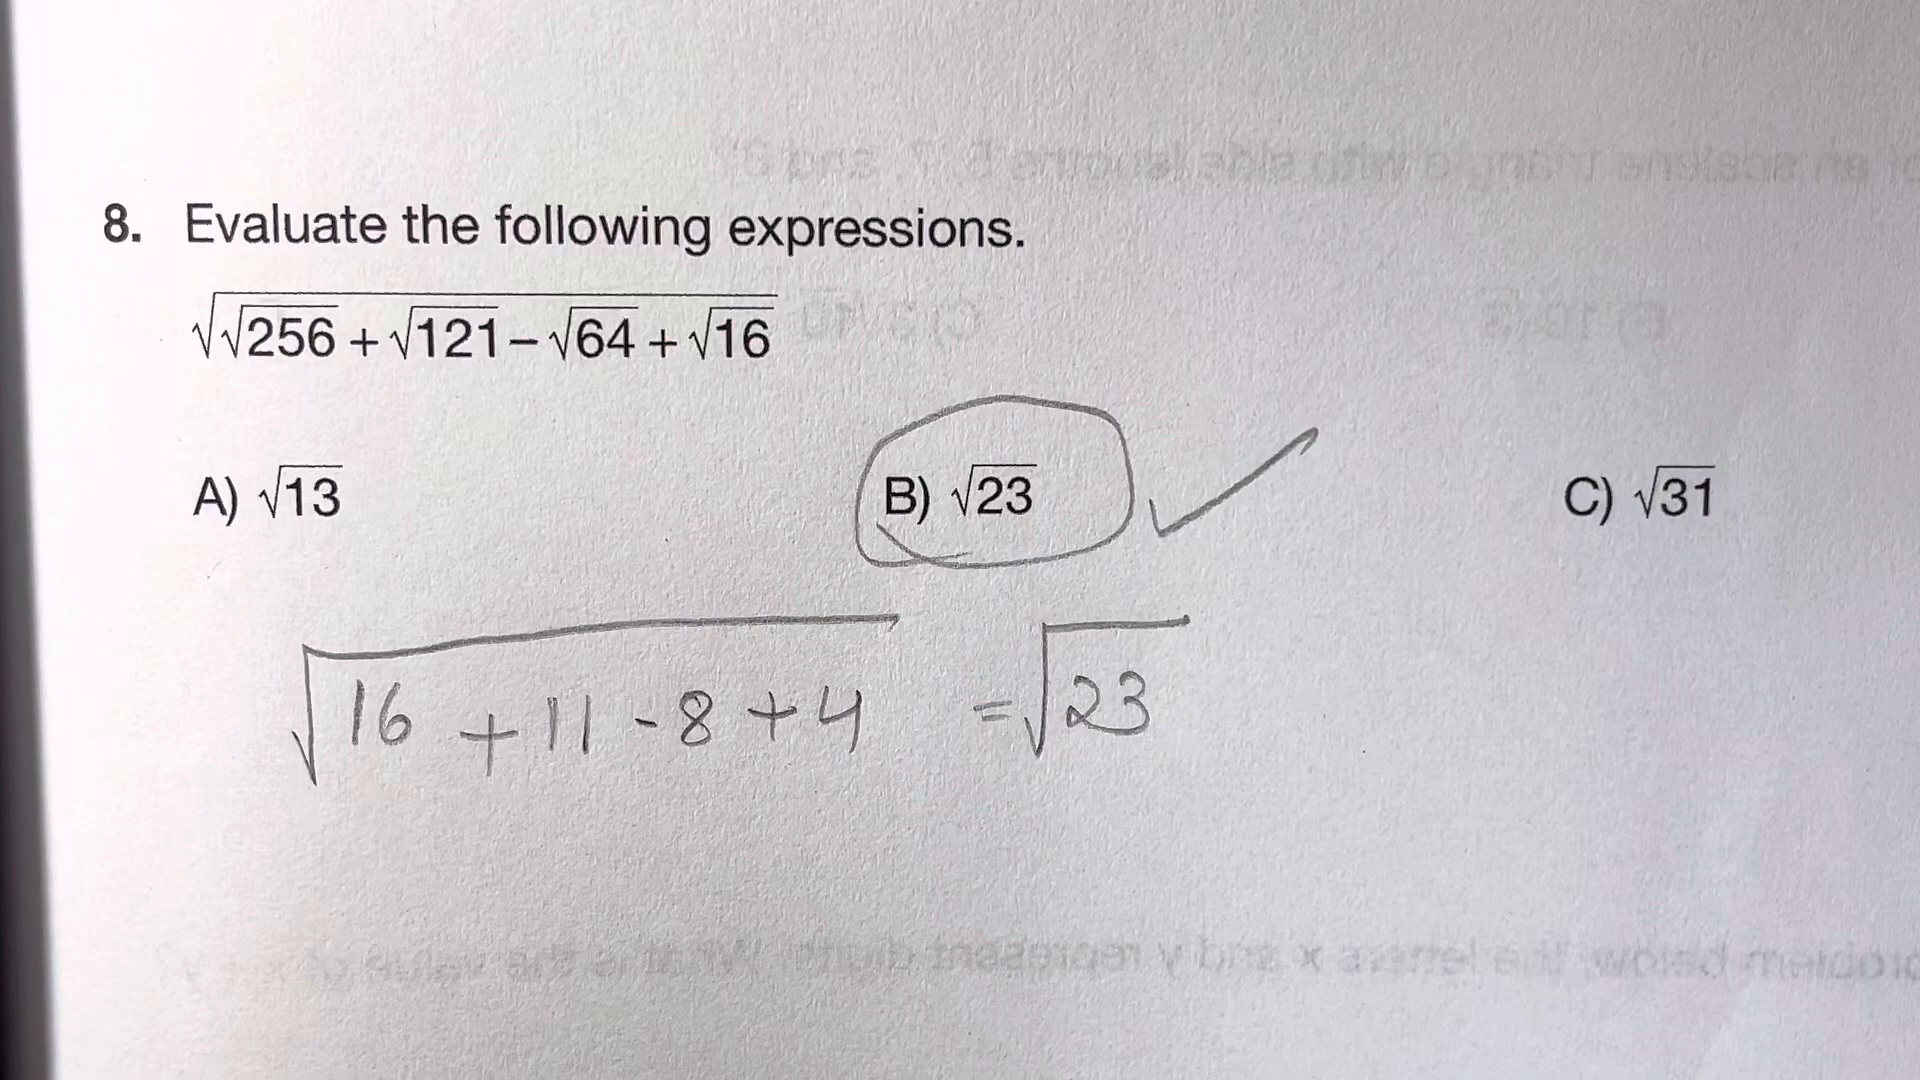 8. Evaluate the following expressions.
√(√256 + √121 − √64 + √16)
A) √13 B) √23 ✓ C) √31
√(16 + 11 - 8 + 4) = √23